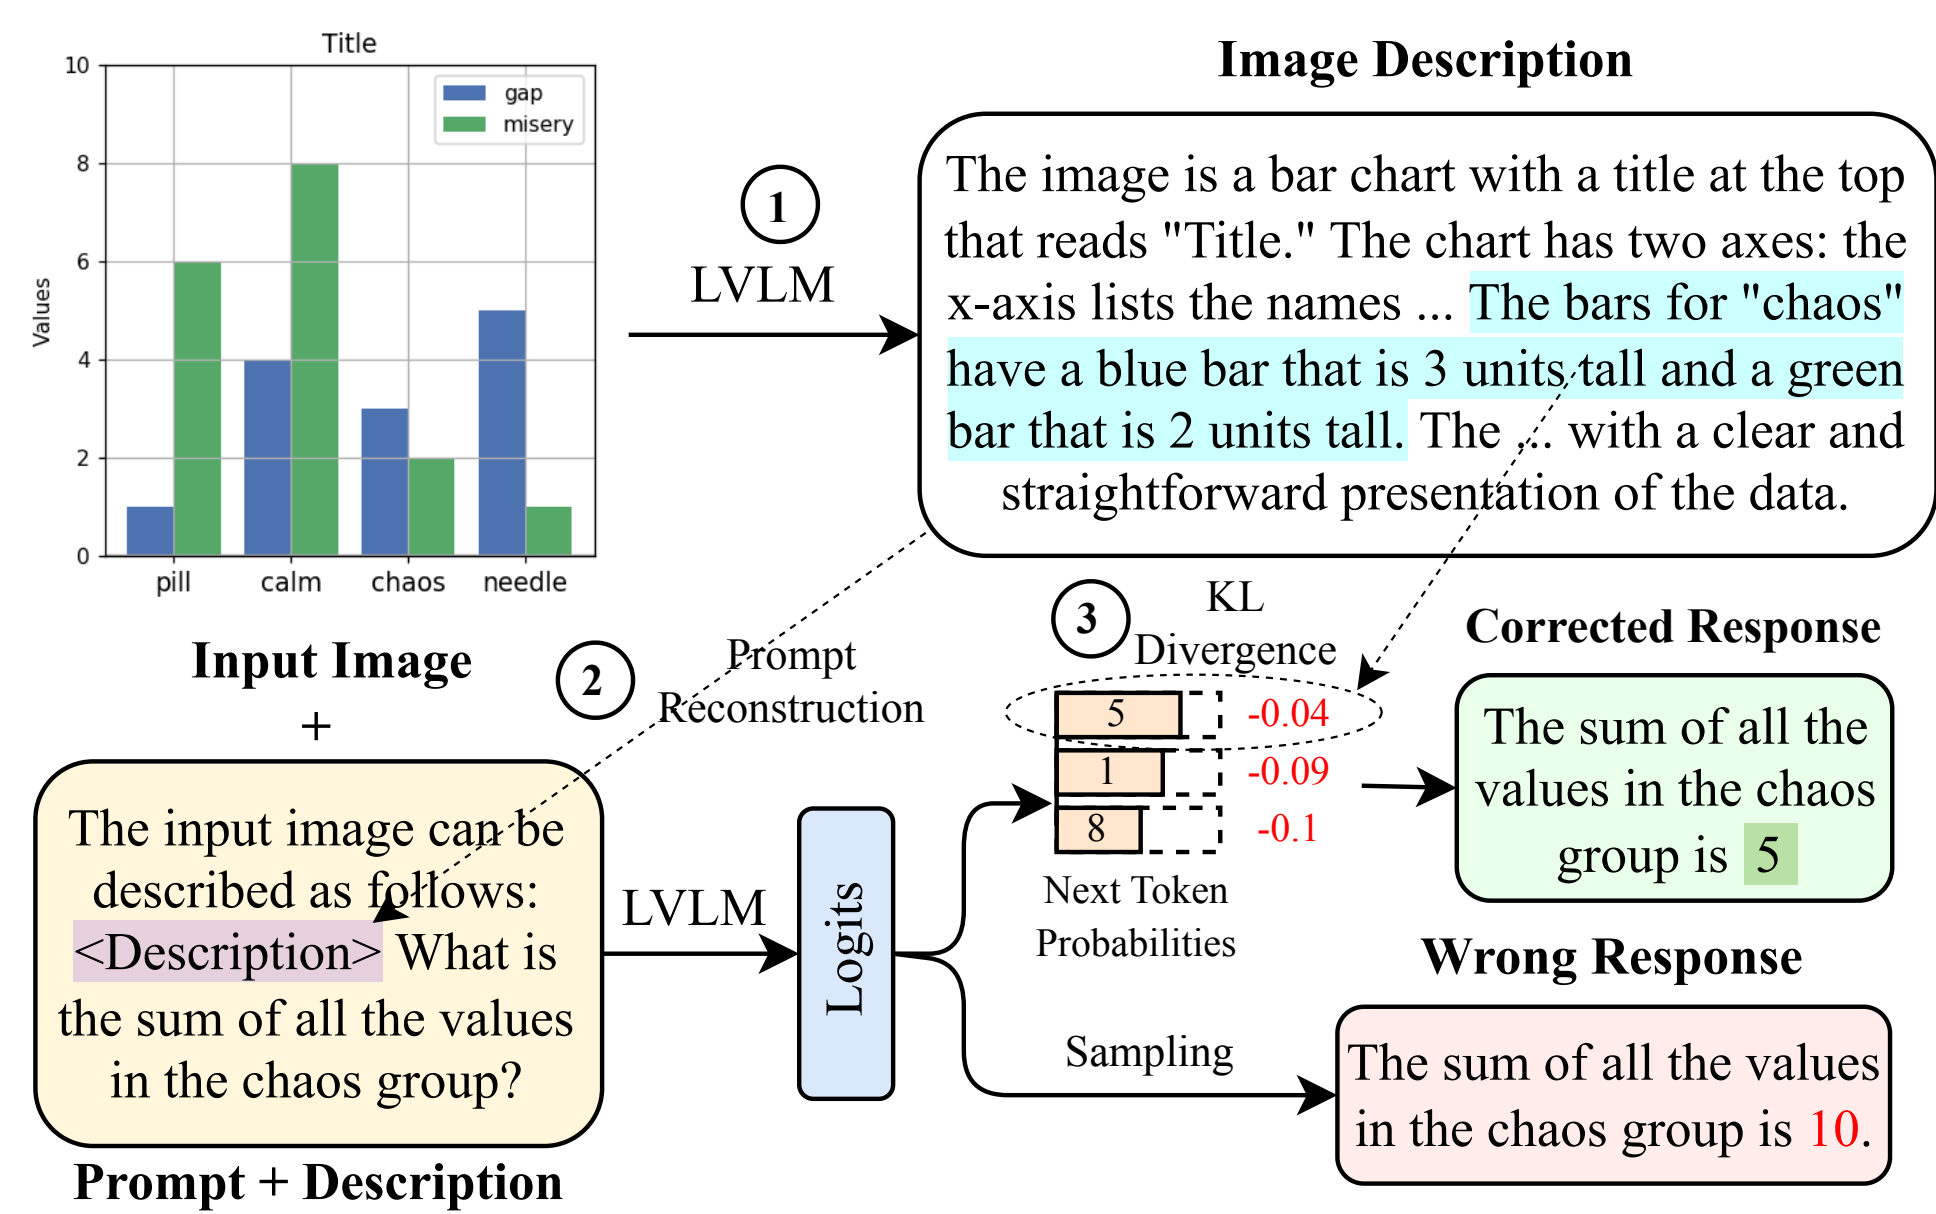 Title
10
8
6
4
2
0
Values
gap
misery
pill
calm
chaos
needle
Input Image
+
1
LVLM
Image Description
The image is a bar chart with a title at the top
that reads "Title." The chart has two axes: the
x-axis lists the names ... The bars for "chaos"
have a blue bar that is 3 units tall and a green
bar that is 2 units tall. The ... with a clear and
straightforward presentation of the data.
2
Prompt
Reconstruction
The input image can be
described as follows:
<Description> What is
the sum of all the values
in the chaos group?
Prompt + Description
LVLM
Logits
3
KL
Divergence
5 -0.04
1 -0.09
8 -0.1
Next Token
Probabilities
Sampling
Corrected Response
The sum of all the
values in the chaos
group is 5
Wrong Response
The sum of all the values
in the chaos group is 10.